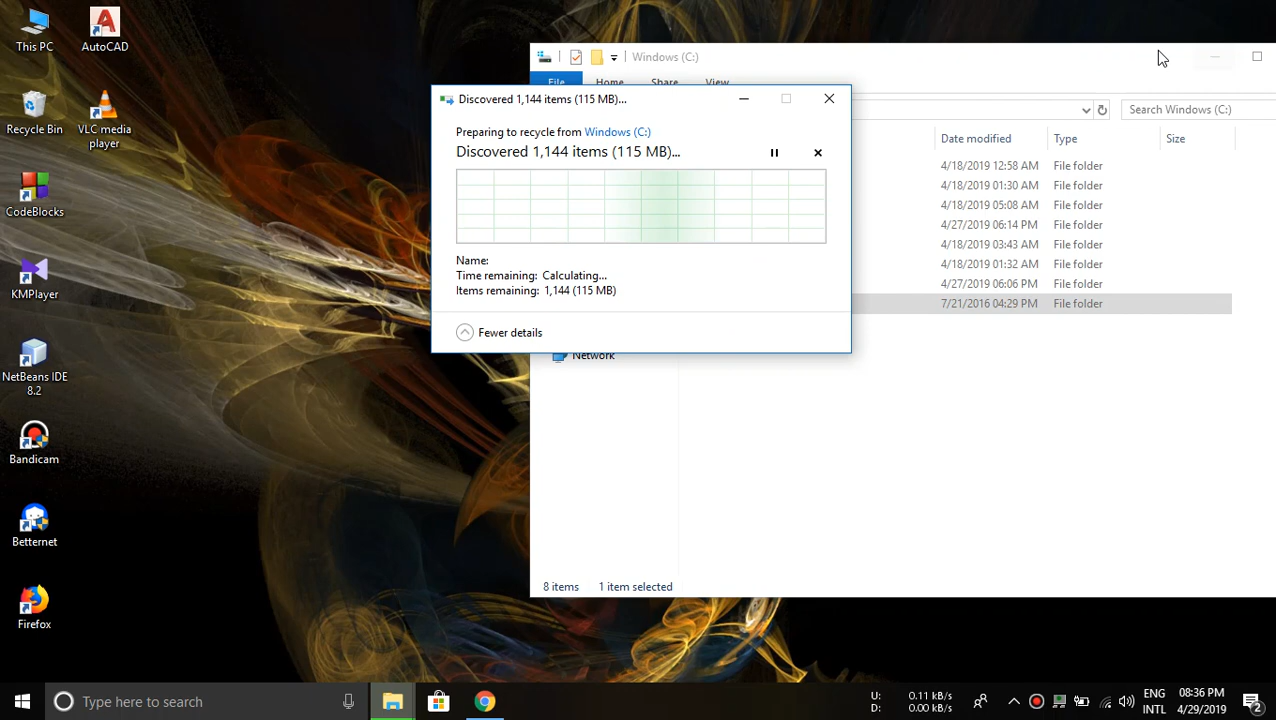 This PC
AutoCAD
Recycle Bin
VLC media
player
CodeBlocks
KMPlayer
NetBeans IDE
8.2
Bandicam
Betternet
Firefox
Windows (C:)
File
Home
Share
View
Search Windows (C:)
Discovered 1,144 items (115 MB)...
Preparing to recycle from Windows (C:)
Discovered 1,144 items (115 MB)...
Name:
Time remaining: Calculating...
Items remaining: 1,144 (115 MB)
Fewer details
Date modified
Type
Size
4/18/2019 12:58 AM
File folder
4/18/2019 01:30 AM
File folder
4/18/2019 05:08 AM
File folder
4/27/2019 06:14 PM
File folder
4/18/2019 03:43 AM
File folder
4/18/2019 01:32 AM
File folder
4/27/2019 06:06 PM
File folder
7/21/2016 04:29 PM
File folder
Network
8 items
1 item selected
Type here to search
U:
0.11 kB/s
D:
0.00 kB/s
ENG
INTL
08:36 PM
4/29/2019
2